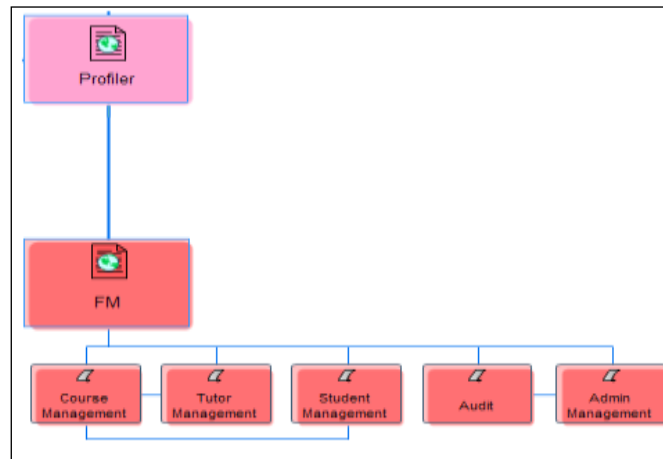 Profiler
FM
Course
Management
Tutor
Management
Student
Management
Audit
Admin
Management